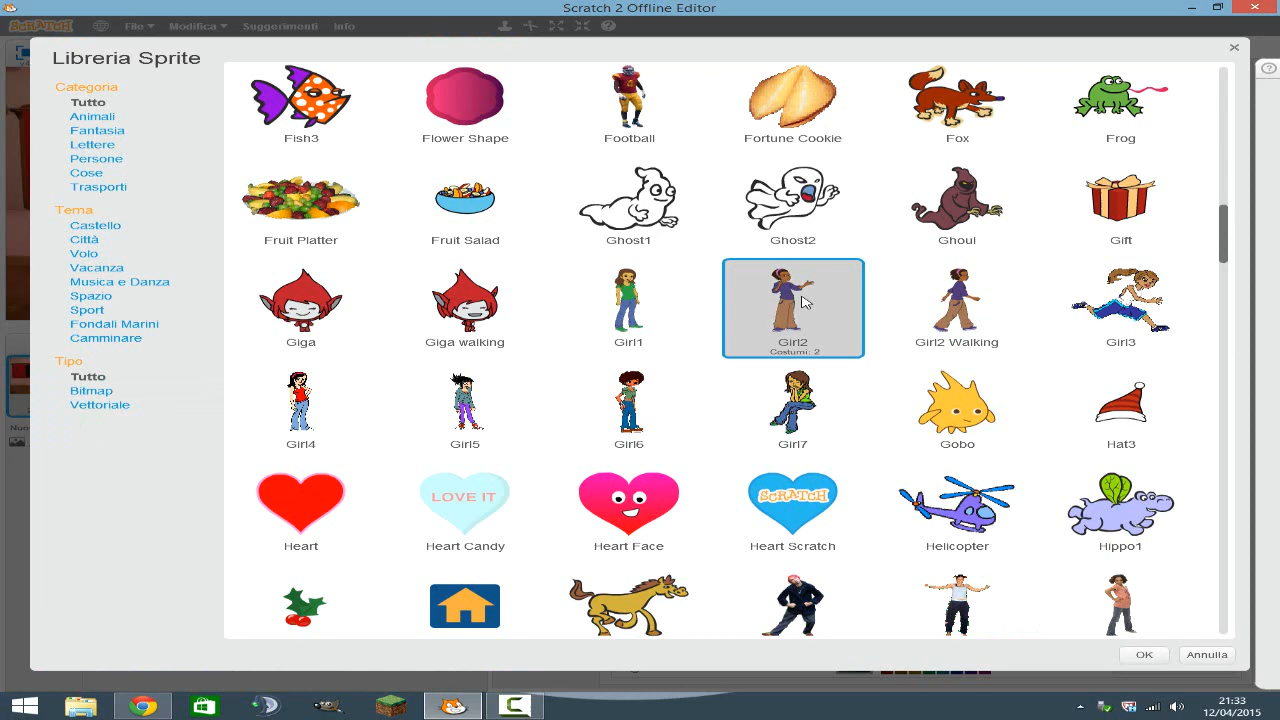 Scratch 2 Offline Editor
SCRATCH File Modifica Suggerimenti Info
Libreria Sprite
Categoria
Tutto
Animali
Fantasia
Lettere
Persone
Cose
Trasporti
Tema
Castello
Città
Volo
Vacanza
Musica e Danza
Spazio
Sport
Fondali Marini
Camminare
Tipo
Tutto
Bitmap
Vettoriale
Fish3 Flower Shape Football Fortune Cookie Fox Frog
Fruit Platter Fruit Salad Ghost1 Ghost2 Ghoul Gift
Giga Giga walking Girl1 Girl2 Girl2 Walking Girl3
Costumi: 2
Girl4 Girl5 Girl6 Girl7 Gobo Hat3
LOVE IT SCRATCH
Heart Heart Candy Heart Face Heart Scratch Helicopter Hippo1
OK Annulla
21:33
12/04/2015